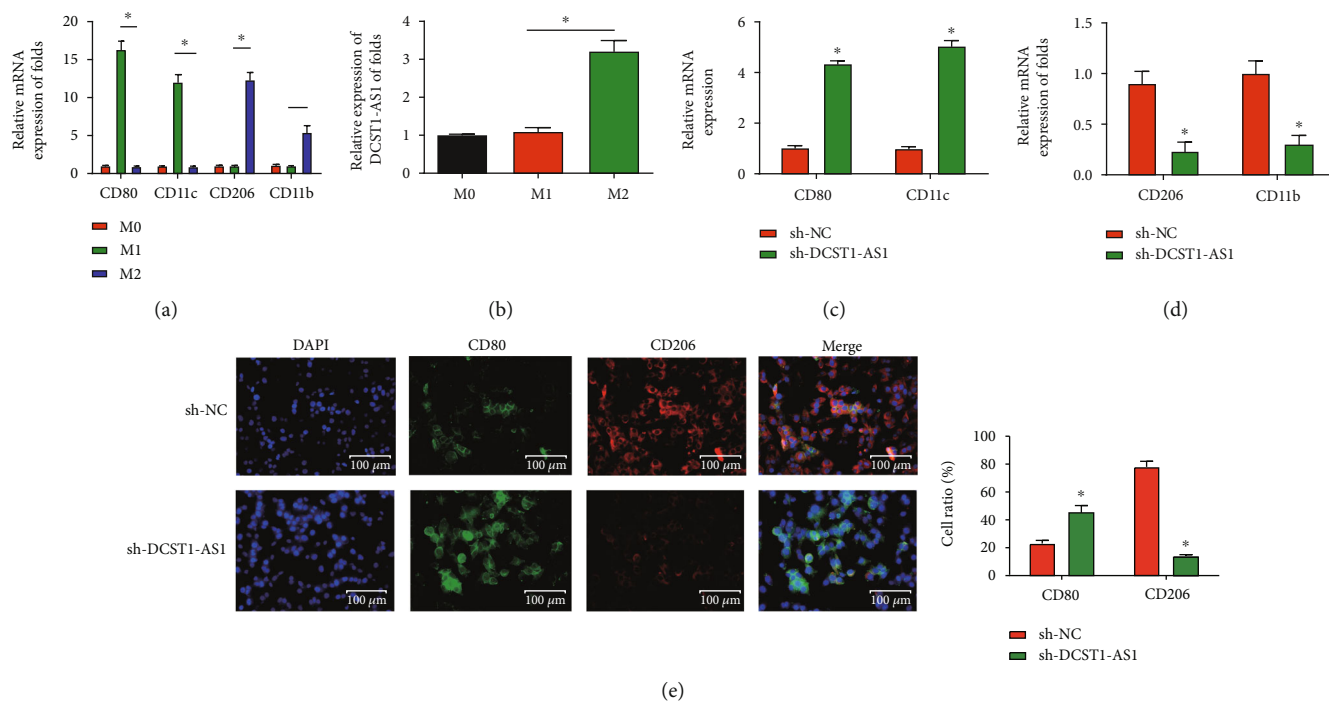 Relative mRNA
expression of folds
20
15
10
5
0
*
*
*
CD80
CD11c
CD206
CD11b
M0
M1
M2
(a)
Relative expression of
DCST1-AS1 of folds
4
3
2
1
0
*
M0
M1
M2
(b)
Relative mRNA
expression
6
4
2
0
*
*
CD80
CD11c
sh-NC
sh-DCST1-AS1
(c)
Relative mRNA
expression of folds
1.5
1.0
0.5
0.0
*
*
CD206
CD11b
sh-NC
sh-DCST1-AS1
(d)
DAPI
CD80
CD206
Merge
sh-NC
100 μm
100 μm
100 μm
100 μm
sh-DCST1-AS1
100 μm
100 μm
100 μm
100 μm
Cell ratio (%)
100
80
60
40
20
0
*
*
CD80
CD206
sh-NC
sh-DCST1-AS1
(e)